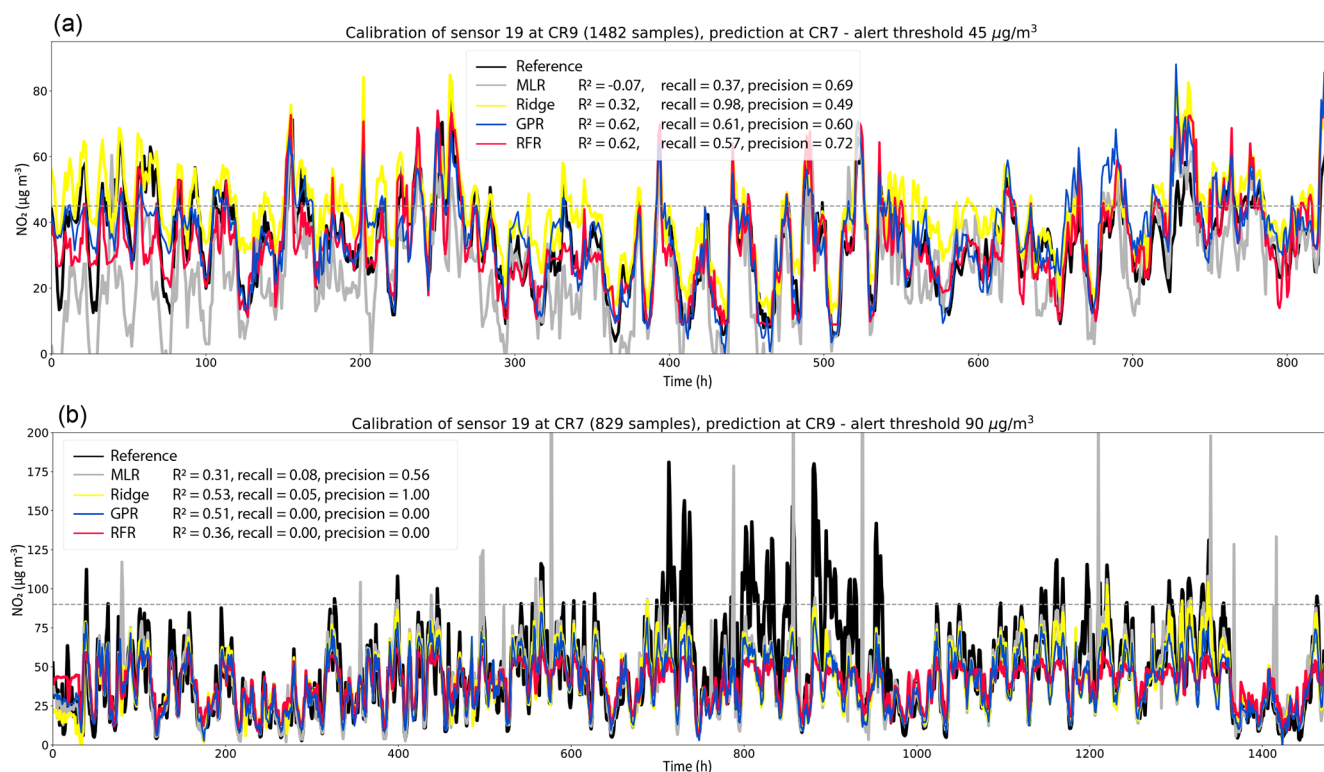 (a)
Calibration of sensor 19 at CR9 (1482 samples), prediction at CR7 - alert threshold 45 μg/m³
Reference
MLR R² = -0.07, recall = 0.37, precision = 0.69
Ridge R² = 0.32, recall = 0.98, precision = 0.49
GPR R² = 0.62, recall = 0.61, precision = 0.60
RFR R² = 0.62, recall = 0.57, precision = 0.72
NO₂ (μg m⁻³)
80
60
40
20
0
0 100 200 300 400 500 600 700 800
Time (h)
(b)
Calibration of sensor 19 at CR7 (829 samples), prediction at CR9 - alert threshold 90 μg/m³
Reference
MLR R² = 0.31, recall = 0.08, precision = 0.56
Ridge R² = 0.53, recall = 0.05, precision = 1.00
GPR R² = 0.51, recall = 0.00, precision = 0.00
RFR R² = 0.36, recall = 0.00, precision = 0.00
NO₂ (μg m⁻³)
200
175
150
125
100
75
50
25
0
0 200 400 600 800 1000 1200 1400
Time (h)